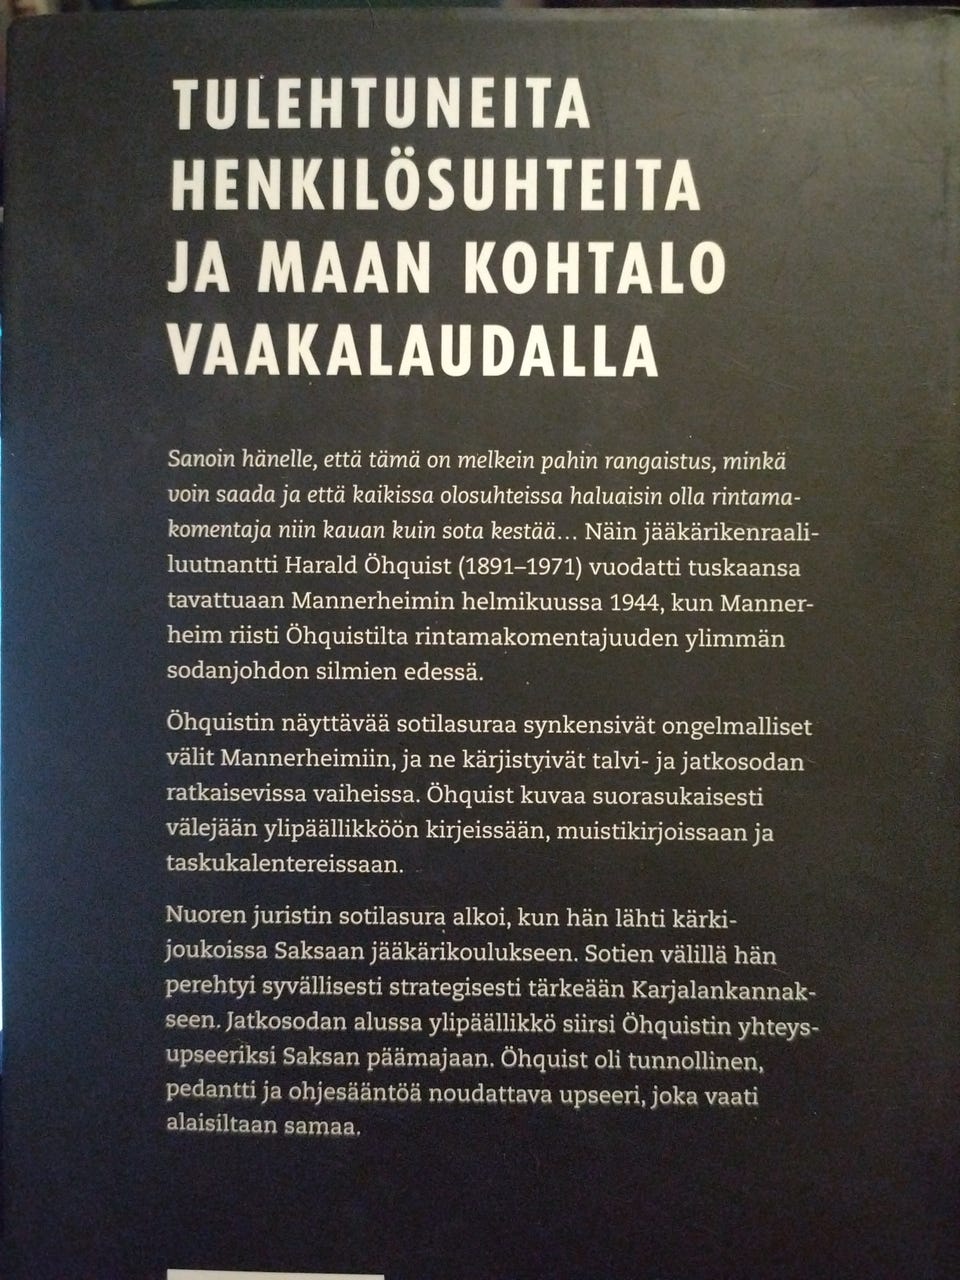 TULEHTUNEITA
HENKILÖSUHTEITA
JA MAAN KOHTALO
VAAKALAUDALLA
Sanoin hänelle, että tämä on melkein pahin rangaistus, minkä
voin saada ja että kaikissa olosuhteissa haluaisin olla rintama-
komentaja niin kauan kuin sota kestää... Näin jääkärikenraali-
luutnantti Harald Öhquist (1891–1971) vuodatti tuskaansa
tavattuaan Mannerheimin helmikuussa 1944, kun Manner-
heim riisti Öhquistilta rintamakomentajuuden ylimmän
sodanjohdon silmien edessä.
Öhquistin näyttävää sotilasuraa synkensivät ongelmalliset
välit Mannerheimiin, ja ne kärjistyivät talvi- ja jatkosodan
ratkaisevissa vaiheissa. Öhquist kuvaa suorasukaisesti
välejään ylipäällikköön kirjeissään, muistikirjoissaan ja
taskukalentereissaan.
Nuoren juristin sotilasura alkoi, kun hän lähti kärki-
joukoissa Saksaan jääkärikoulukseen. Sotien välillä hän
perehtyi syvällisesti strategisesti tärkeään Karjalankannak-
seen. Jatkosodan alussa ylipäällikkö siirsi Öhquistin yhteys-
upseeriksi Saksan päämajaan. Öhquist oli tunnollinen,
pedantti ja ohjesääntöä noudattava upseeri, joka vaati
alaisiltaan samaa.